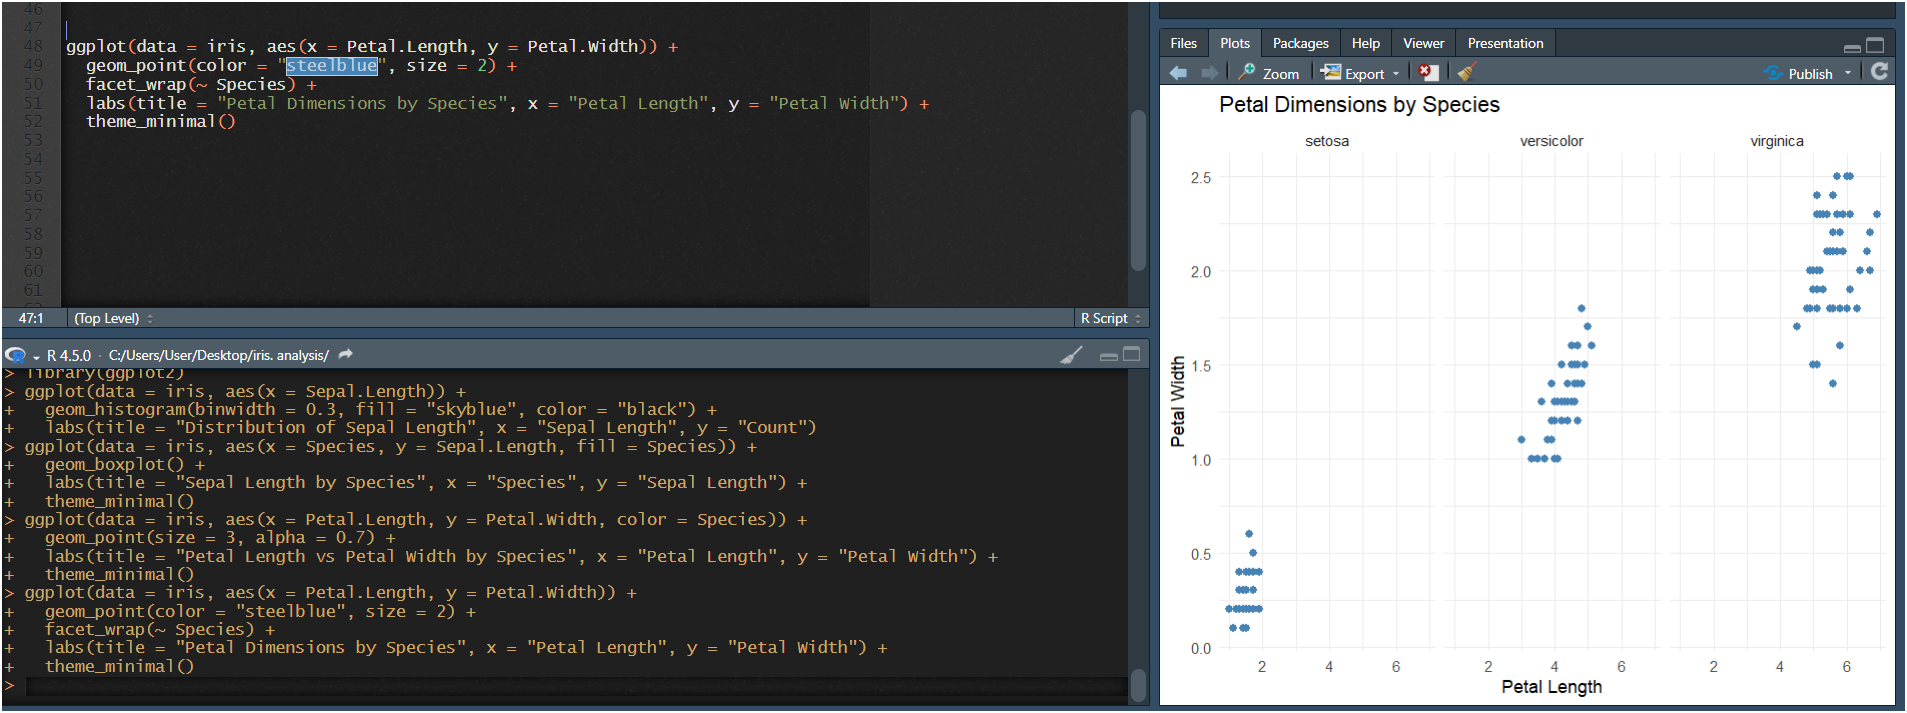 46
47
48 ggplot(data = iris, aes(x = Petal.Length, y = Petal.Width)) +
49 geom_point(color = "steelblue", size = 2) +
50 facet_wrap(~ Species) +
51 labs(title = "Petal Dimensions by Species", x = "Petal Length", y = "Petal Width") +
52 theme_minimal()
53
54
55
56
57
58
59
60
61
47:1 (Top Level) R Script
R 4.5.0 · C:/Users/User/Desktop/iris. analysis/
> library(ggplot2)
> ggplot(data = iris, aes(x = Sepal.Length)) +
+ geom_histogram(binwidth = 0.3, fill = "skyblue", color = "black") +
+ labs(title = "Distribution of Sepal Length", x = "Sepal Length", y = "Count")
> ggplot(data = iris, aes(x = Species, y = Sepal.Length, fill = Species)) +
+ geom_boxplot() +
+ labs(title = "Sepal Length by Species", x = "Species", y = "Sepal Length") +
+ theme_minimal()
> ggplot(data = iris, aes(x = Petal.Length, y = Petal.Width, color = Species)) +
+ geom_point(size = 3, alpha = 0.7) +
+ labs(title = "Petal Length vs Petal Width by Species", x = "Petal Length", y = "Petal Width") +
+ theme_minimal()
> ggplot(data = iris, aes(x = Petal.Length, y = Petal.Width)) +
+ geom_point(color = "steelblue", size = 2) +
+ facet_wrap(~ Species) +
+ labs(title = "Petal Dimensions by Species", x = "Petal Length", y = "Petal Width") +
+ theme_minimal()
>
Files Plots Packages Help Viewer Presentation
Zoom Export Publish
Petal Dimensions by Species
setosa versicolor virginica
2.5
2.0
1.5
1.0
0.5
0.0
Petal Width
2 4 6 2 4 6 2 4 6
Petal Length